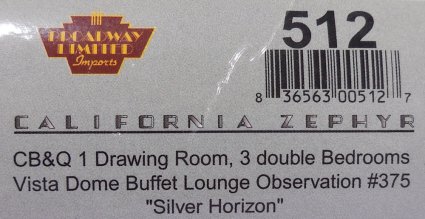 BROADWAY
LIMITED
Imports
512
8 36563 00512 7
CALIFORNIA ZEPHYR
CB&Q 1 Drawing Room, 3 double Bedrooms
Vista Dome Buffet Lounge Observation #375
"Silver Horizon"